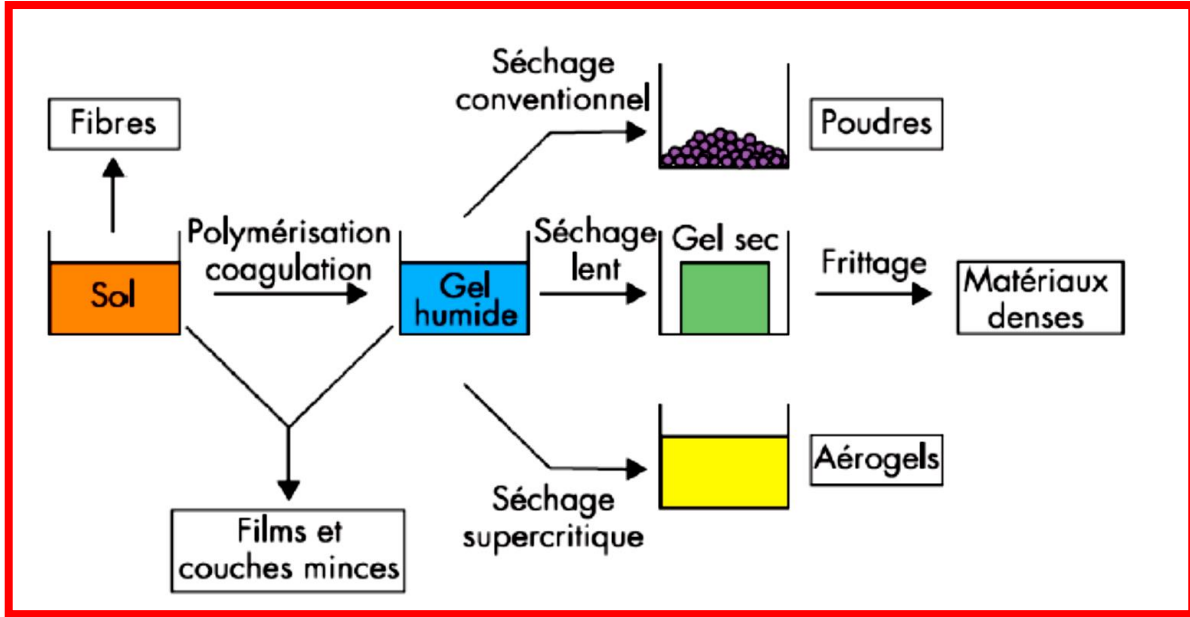 Séchage
conventionnel
Fibres
Poudres
Polymérisation
coagulation
Séchage
lent
Gel sec
Frittage
Sol
Gel
humide
Matériaux
denses
Aérogels
Séchage
supercritique
Films et
couches minces